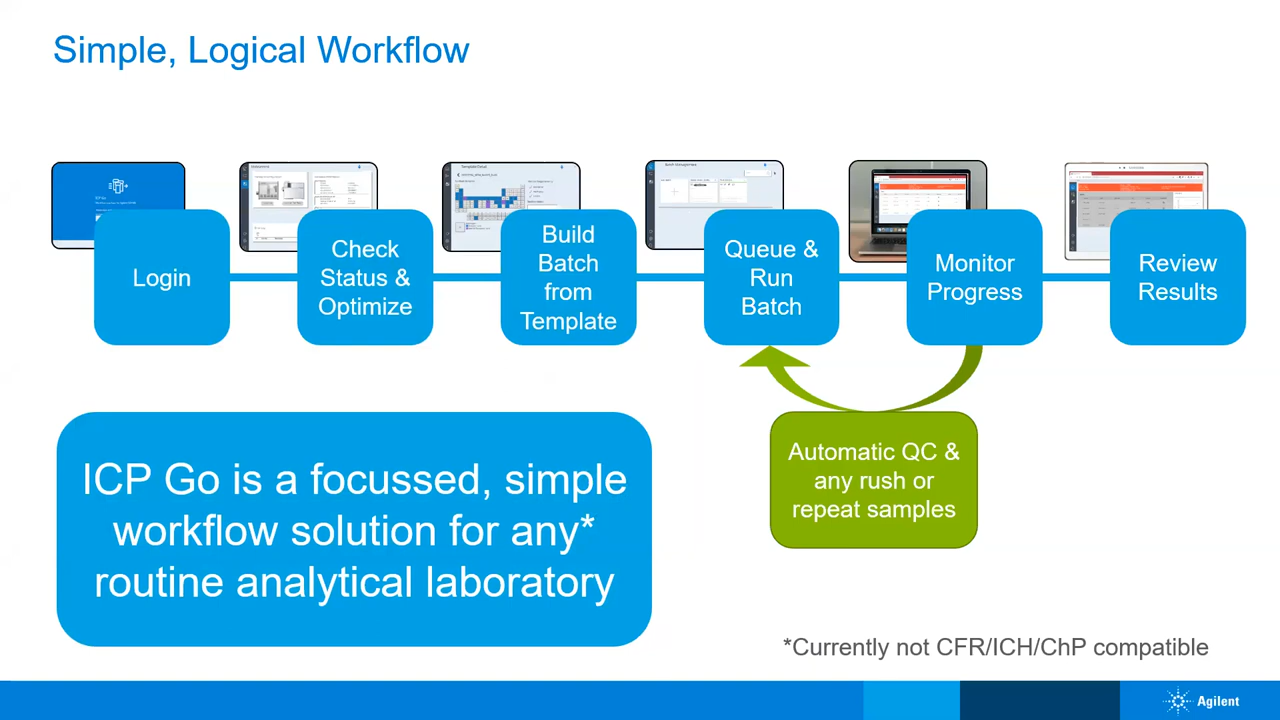 Simple, Logical Workflow
Login
Check
Status &
Optimize
Build
Batch
from
Template
Queue &
Run
Batch
Monitor
Progress
Review
Results
Automatic QC &
any rush or
repeat samples
ICP Go is a focussed, simple
workflow solution for any*
routine analytical laboratory
*Currently not CFR/ICH/ChP compatible
Agilent